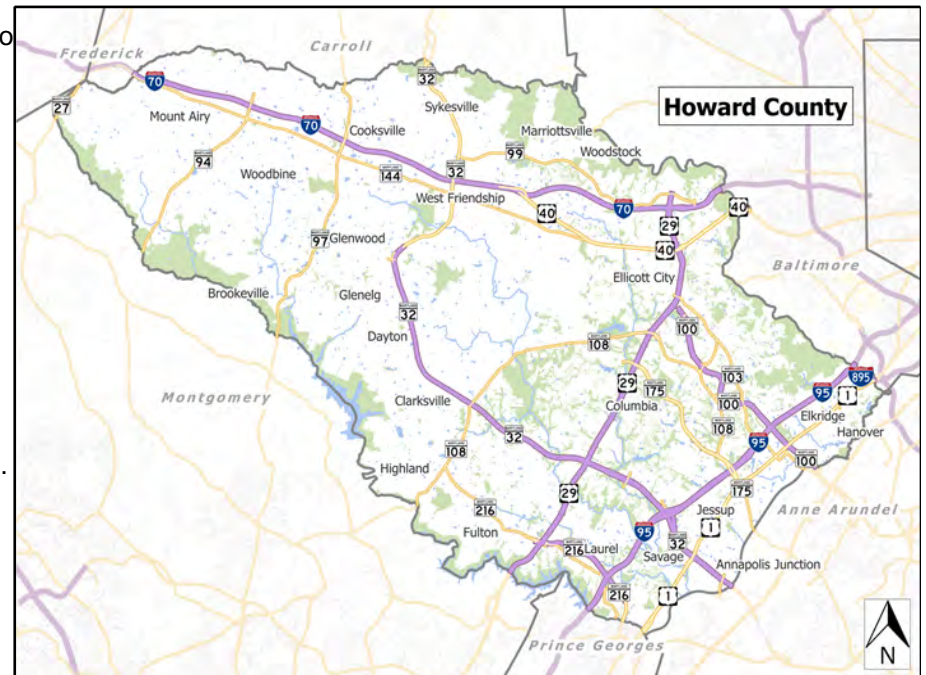 o
Frederick
Carroll
Howard County
Mount Airy
Cooksville
Sykesville
Marriottsville
Woodstock
Woodbine
West Friendship
Glenwood
Ellicott City
Baltimore
Brookeville
Glenelg
Dayton
Montgomery
Clarksville
Columbia
Elkridge
Hanover
Highland
.
Fulton
Laurel
Savage
Jessup
Anne Arundel
Annapolis Junction
Prince Georges
N
27
70
94
70
144
97
32
32
99
40
70
29
40
40
32
108
100
29
175
103
100
108
95
895
1
95
100
175
108
32
216
29
216
95
32
1
216
1